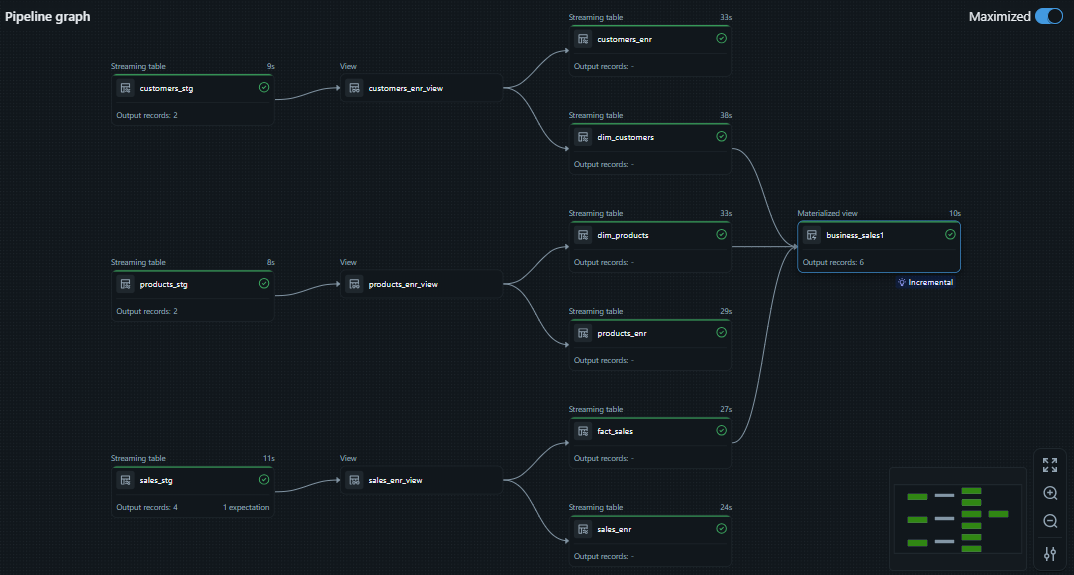 Pipeline graph
Maximized
Streaming table 9s
customers_stg
Output records: 2
View
customers_enr_view
Streaming table 33s
customers_enr
Output records: -
Streaming table 38s
dim_customers
Output records: -
Streaming table 8s
products_stg
Output records: 2
View
products_enr_view
Streaming table 33s
dim_products
Output records: -
Streaming table 29s
products_enr
Output records: -
Materialized view 10s
business_sales1
Output records: 6
Incremental
Streaming table 11s
sales_stg
Output records: 4 1 expectation
View
sales_enr_view
Streaming table 27s
fact_sales
Output records: -
Streaming table 24s
sales_enr
Output records: -